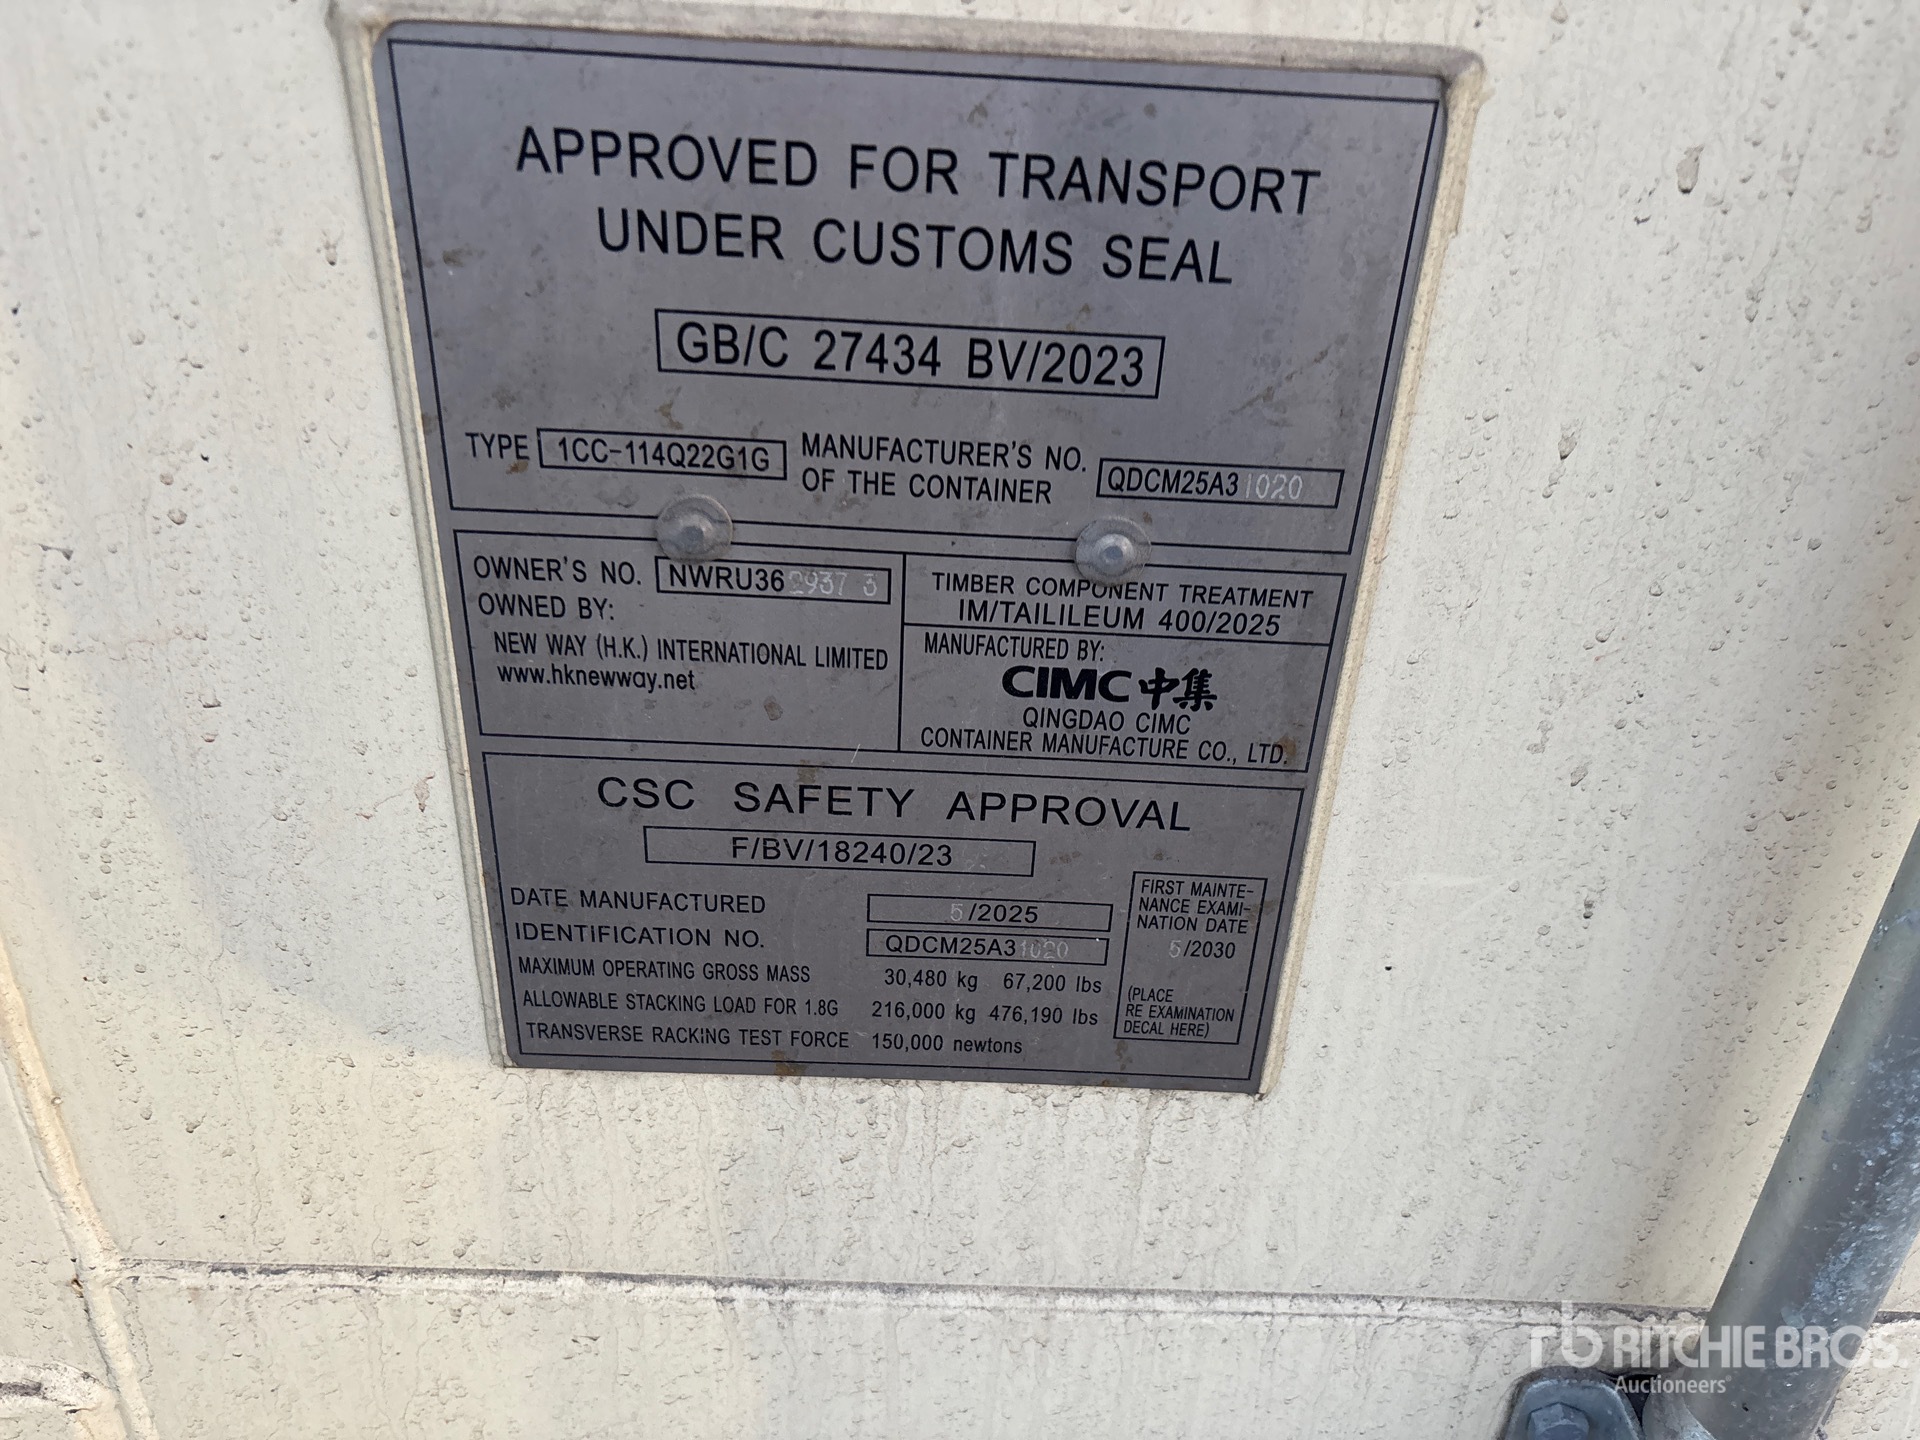 APPROVED FOR TRANSPORT
UNDER CUSTOMS SEAL
GB/C 27434 BV/2023
TYPE 1CC-114Q22G1G MANUFACTURER'S NO. OF THE CONTAINER QDCM25A31020
OWNER'S NO. NWRU362937 3
OWNED BY:
NEW WAY (H.K.) INTERNATIONAL LIMITED
www.hknewway.net
TIMBER COMPONENT TREATMENT
IM/TAILILEUM 400/2025
MANUFACTURED BY:
CIMC 中集
QINGDAO CIMC
CONTAINER MANUFACTURE CO., LTD.
CSC SAFETY APPROVAL
F/BV/18240/23
DATE MANUFACTURED 5/2025
IDENTIFICATION NO. QDCM25A31020
MAXIMUM OPERATING GROSS MASS 30,480 kg 67,200 lbs
ALLOWABLE STACKING LOAD FOR 1.8G 216,000 kg 476,190 lbs
TRANSVERSE RACKING TEST FORCE 150,000 newtons
FIRST MAINTE-
NANCE EXAMI-
NATION DATE
5/2030
(PLACE
RE EXAMINATION
DECAL HERE)
rb RITCHIE BROS.
Auctioneers